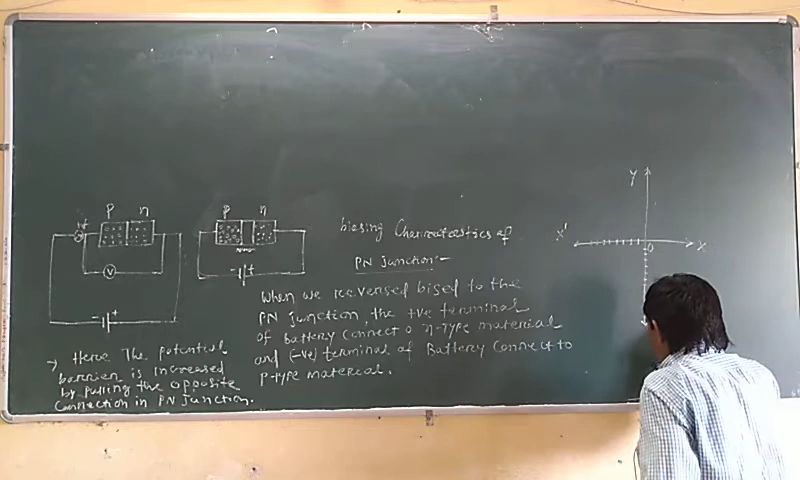 P n
V
- +
→ Hence The potential
barrier is increased
by putting the opposite
connection in PN Junction.
P n
- +
biasing Characteristics of
PN junction:-
When we reversed bised to the
PN junction, the +ve terminal
of Battery connect o n-type material
and (-ve) terminal of Battery connect to
P-type material.
Y
X' O X